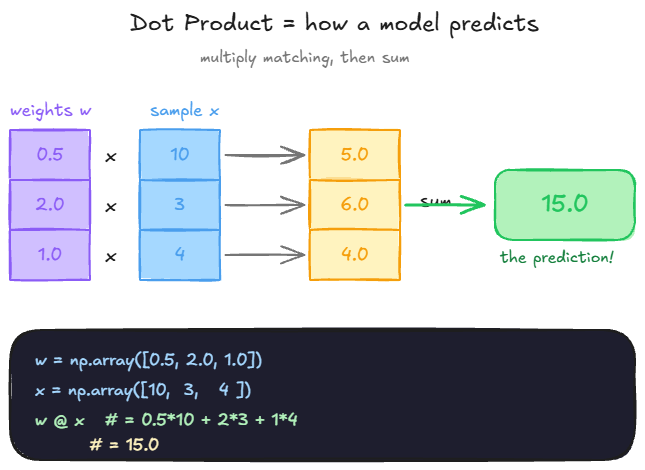 Dot Product = how a model predicts
multiply matching, then sum
weights w sample x
0.5 x 10 5.0
2.0 x 3 6.0 sum 15.0
1.0 x 4 4.0
the prediction!
w = np.array([0.5, 2.0, 1.0])
x = np.array([10, 3, 4 ])
w @ x # = 0.5*10 + 2*3 + 1*4
# = 15.0